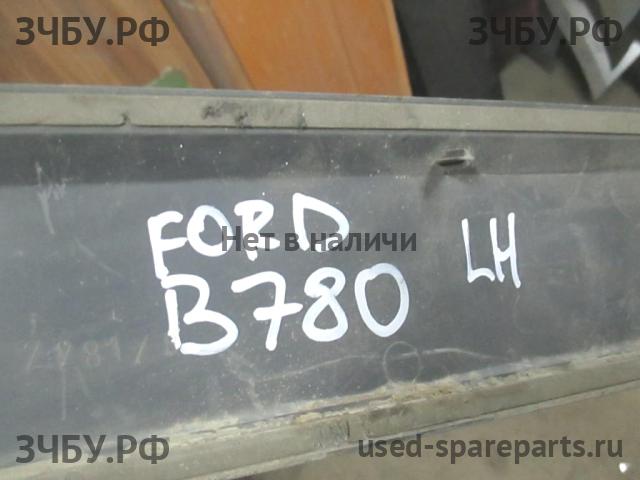 ЗЧБУ.РФ ЗЧБУ.РФ
FORD
Нет в наличи
LH
B780
ЗЧБУ.РФ used-spareparts.ru